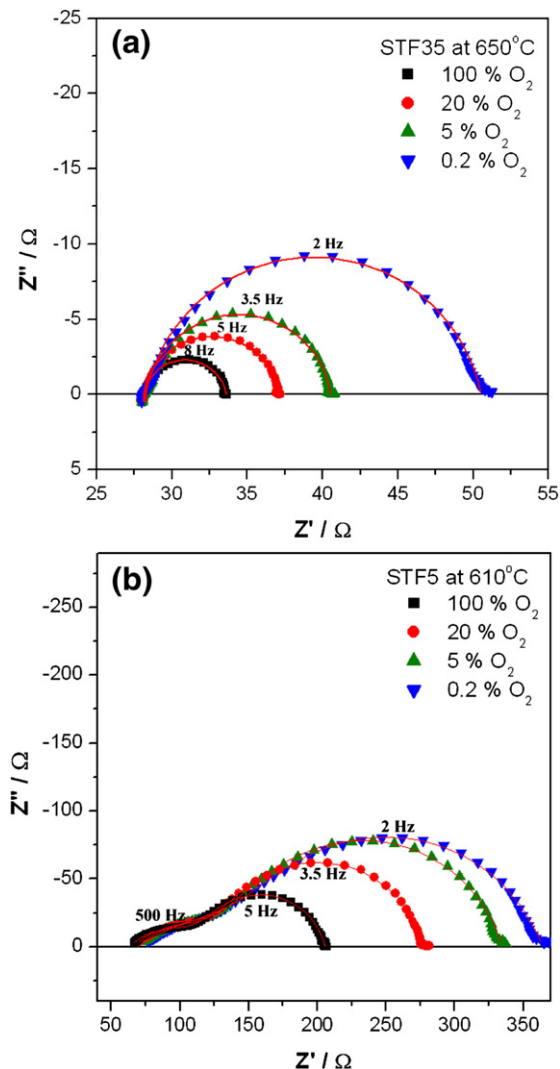 (a)
STF35 at 650°C
100 % O₂
20 % O₂
5 % O₂
0.2 % O₂
-25
-20
-15
-10
-5
0
5
Z'' / Ω
2 Hz
3.5 Hz
5 Hz
8 Hz
25 30 35 40 45 50 55
Z' / Ω
(b)
STF5 at 610°C
100 % O₂
20 % O₂
5 % O₂
0.2 % O₂
-250
-200
-150
-100
-50
0
Z'' / Ω
2 Hz
3.5 Hz
500 Hz
5 Hz
50 100 150 200 250 300 350
Z' / Ω